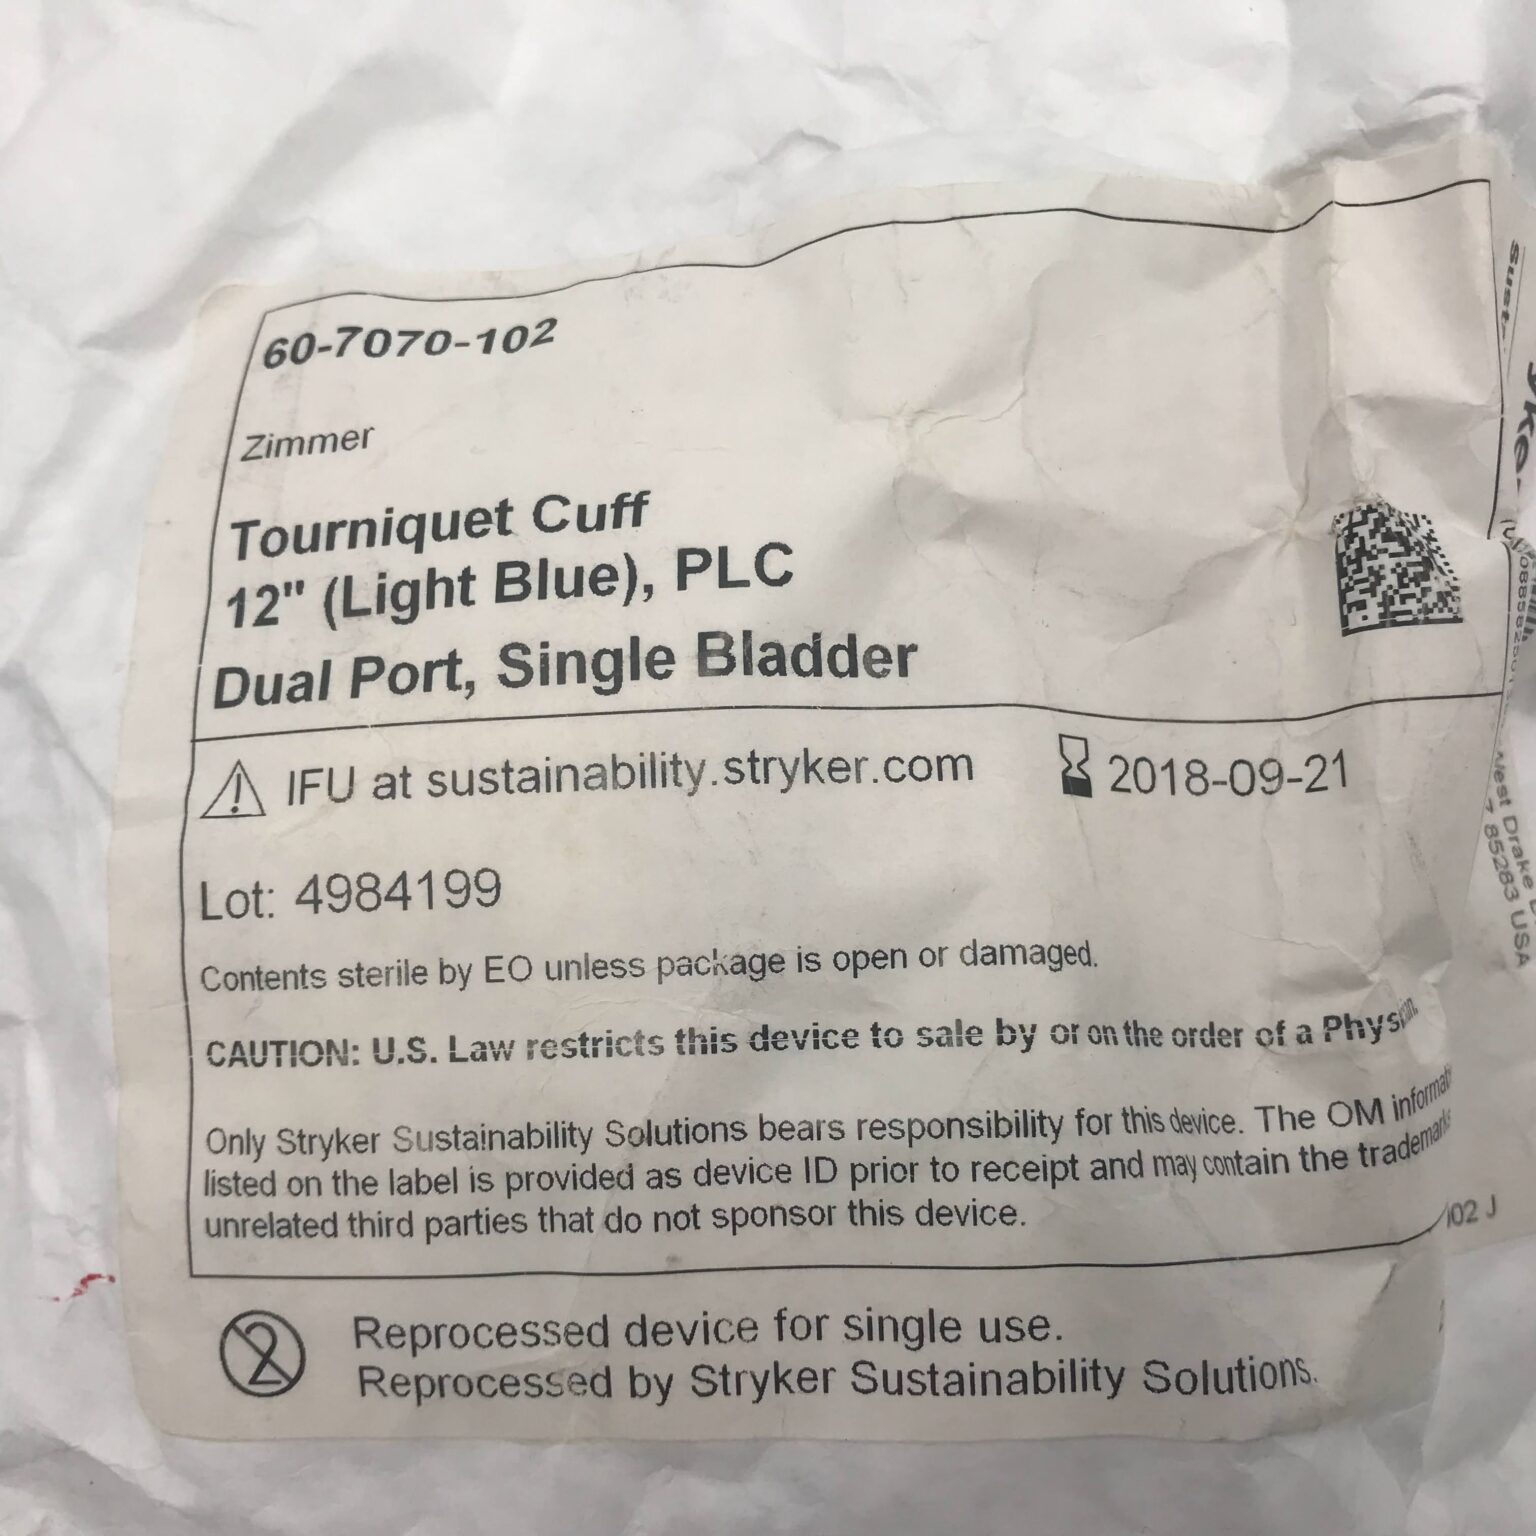 60-7070-102
Zimmer
Tourniquet Cuff
12" (Light Blue), PLC
Dual Port, Single Bladder
IFU at sustainability.stryker.com
2018-09-21
Lot: 4984199
Contents sterile by EO unless package is open or damaged.
CAUTION: U.S. Law restricts this device to sale by or on the order of a
Only Stryker Sustainability Solutions bears responsibility for this device. The OM
listed on the label is provided as device ID prior to receipt and may contain the
unrelated third parties that do not sponsor this device.
02 J
2
Reprocessed device for single use.
Reprocessed by Stryker Sustainability Solutions.
Drake
85283 USA